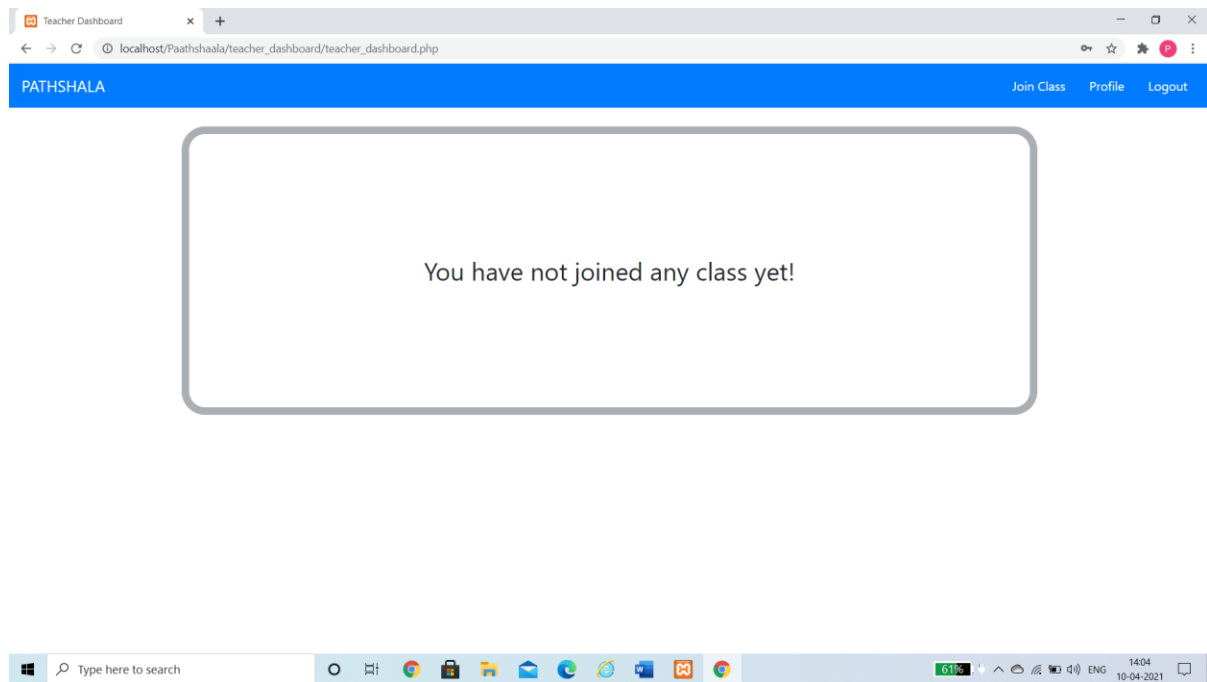 Teacher Dashboard
localhost/Paathshaala/teacher_dashboard/teacher_dashboard.php
P
PATHSHALA
Join Class Profile Logout
You have not joined any class yet!
Type here to search
61%
ENG
14:04
10-04-2021